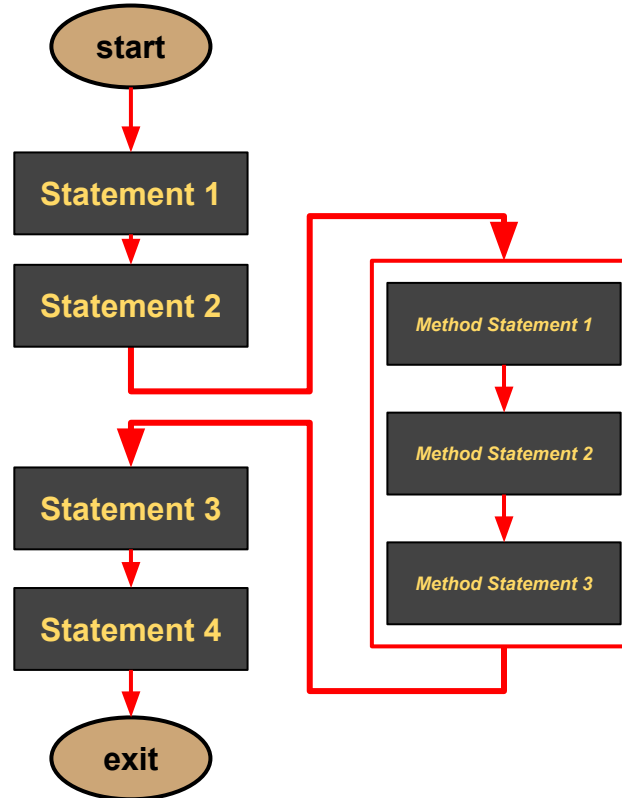 start
Statement 1
Statement 2
Method Statement 1
Method Statement 2
Method Statement 3
Statement 3
Statement 4
exit